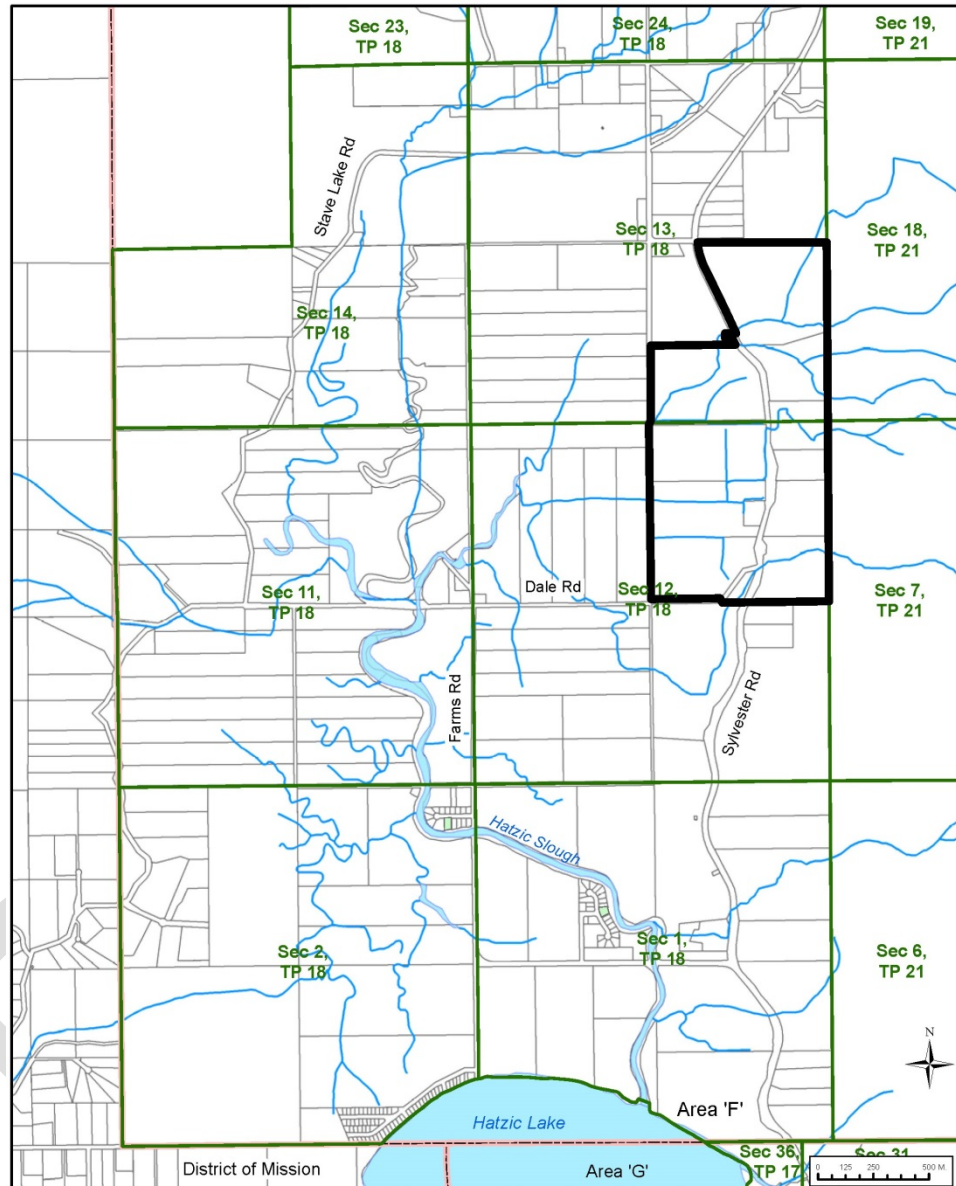 Sec 23,
TP 18
Sec 24,
TP 18
Sec 19,
TP 21
Stave Lake Rd
Sec 13,
TP 18
Sec 18,
TP 21
Sec 14,
TP 18
Dale Rd
Sec 11,
TP 18
Sec 12,
TP 18
Sec 7,
TP 21
Farms Rd
Sylvester Rd
Hatzic Slough
Sec 2,
TP 18
Sec 1,
TP 18
Sec 6,
TP 21
N
Area 'F'
Hatzic Lake
District of Mission
Area 'G'
Sec 36,
TP 17
Sec 31
0 125 250 500 M